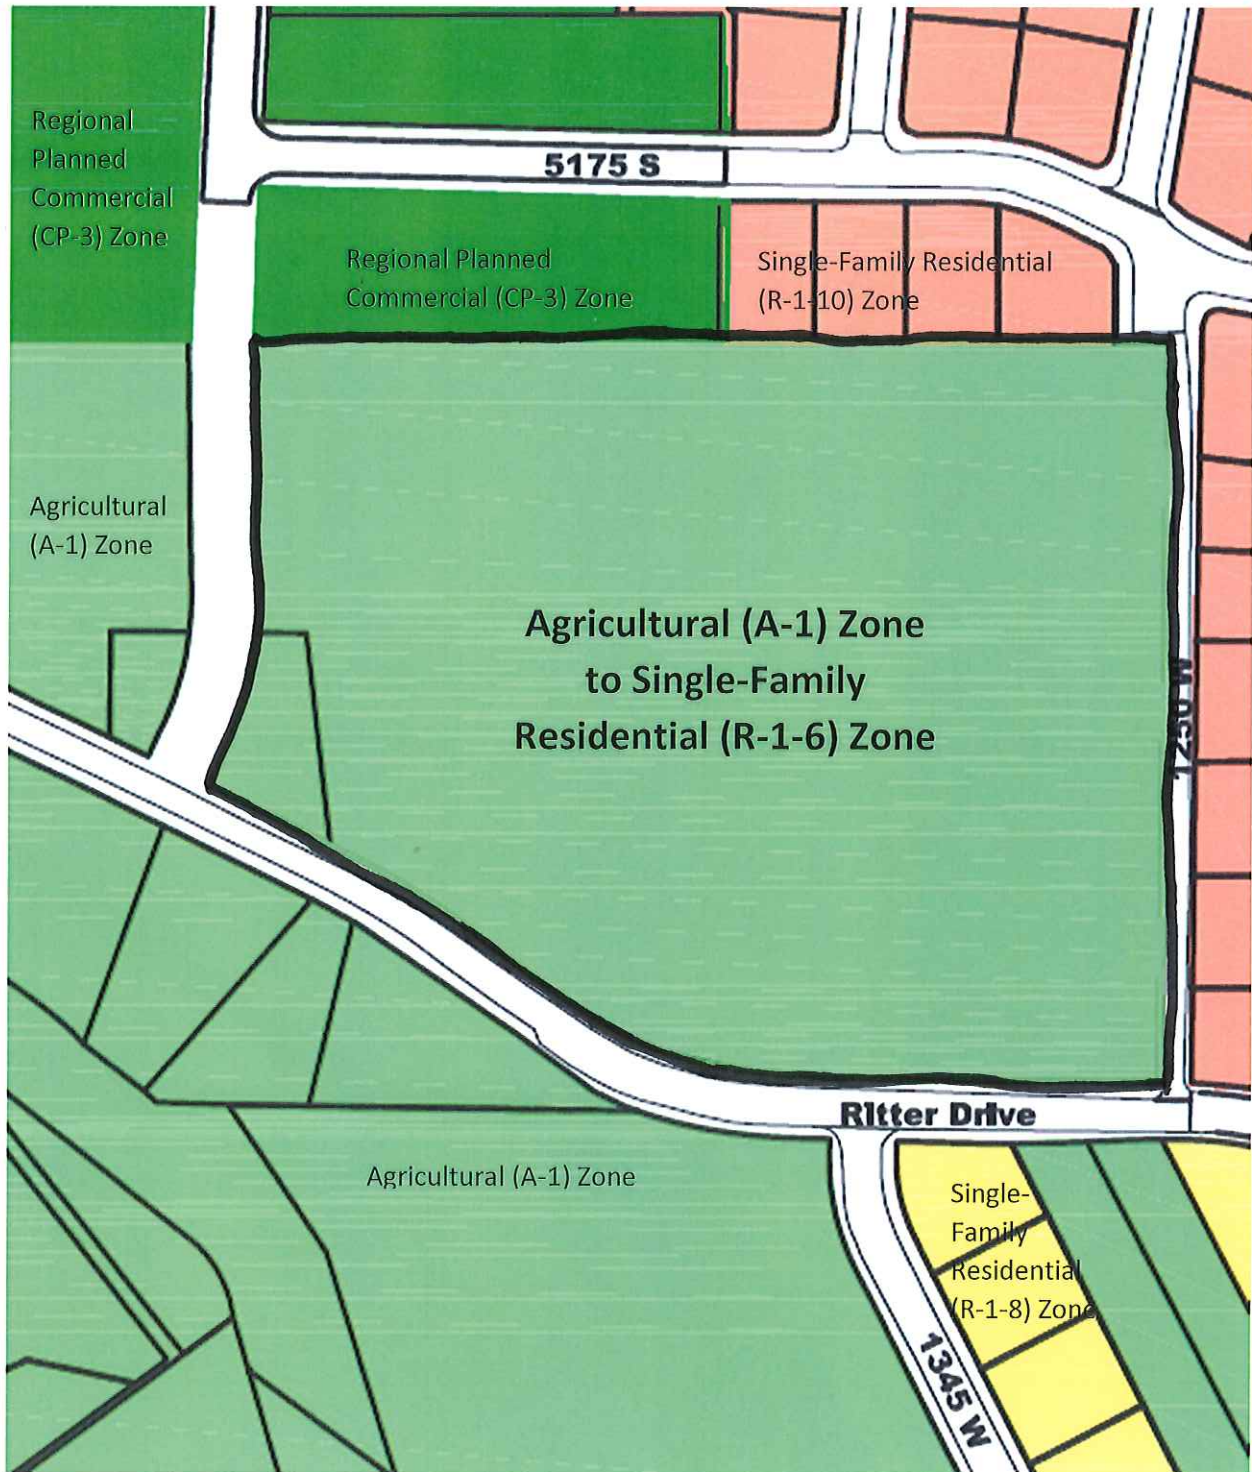 5175 S
Regional
Planned
Commercial
(CP-3) Zone
Regional Planned
Commercial (CP-3) Zone
Single-Family Residential
(R-1-10) Zone
Agricultural
(A-1) Zone
Agricultural (A-1) Zone
to Single-Family
Residential (R-1-6) Zone
1250 W
Ritter Drive
Agricultural (A-1) Zone
Single-
Family
Residential
(R-1-8) Zone
1345 W